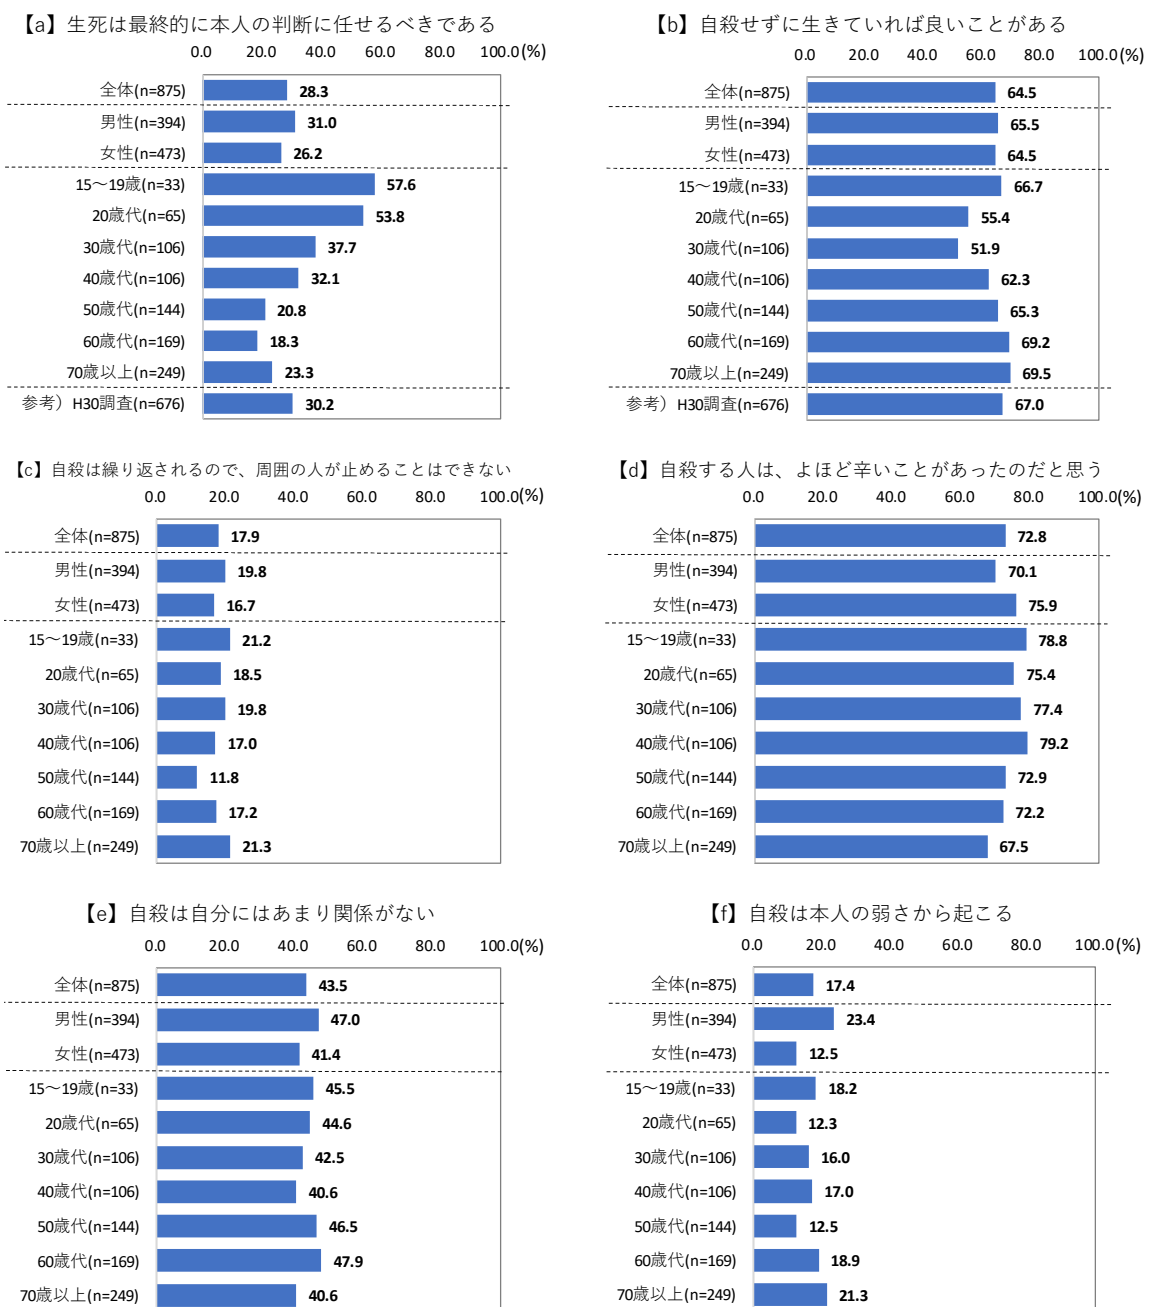 【a】生死は最終的に本人の判断に任せるべきである
0.0 20.0 40.0 60.0 80.0 100.0(%)
全体(n=875) 28.3
男性(n=394) 31.0
女性(n=473) 26.2
15～19歳(n=33) 57.6
20歳代(n=65) 53.8
30歳代(n=106) 37.7
40歳代(n=106) 32.1
50歳代(n=144) 20.8
60歳代(n=169) 18.3
70歳以上(n=249) 23.3
参考）H30調査(n=676) 30.2
【b】自殺せずに生きていれば良いことがある
0.0 20.0 40.0 60.0 80.0 100.0(%)
全体(n=875) 64.5
男性(n=394) 65.5
女性(n=473) 64.5
15～19歳(n=33) 66.7
20歳代(n=65) 55.4
30歳代(n=106) 51.9
40歳代(n=106) 62.3
50歳代(n=144) 65.3
60歳代(n=169) 69.2
70歳以上(n=249) 69.5
参考）H30調査(n=676) 67.0
【c】自殺は繰り返されるので、周囲の人が止めることはできない
0.0 20.0 40.0 60.0 80.0 100.0(%)
全体(n=875) 17.9
男性(n=394) 19.8
女性(n=473) 16.7
15～19歳(n=33) 21.2
20歳代(n=65) 18.5
30歳代(n=106) 19.8
40歳代(n=106) 17.0
50歳代(n=144) 11.8
60歳代(n=169) 17.2
70歳以上(n=249) 21.3
【d】自殺する人は、よほど辛いことがあったのだと思う
0.0 20.0 40.0 60.0 80.0 100.0(%)
全体(n=875) 72.8
男性(n=394) 70.1
女性(n=473) 75.9
15～19歳(n=33) 78.8
20歳代(n=65) 75.4
30歳代(n=106) 77.4
40歳代(n=106) 79.2
50歳代(n=144) 72.9
60歳代(n=169) 72.2
70歳以上(n=249) 67.5
【e】自殺は自分にはあまり関係がない
0.0 20.0 40.0 60.0 80.0 100.0(%)
全体(n=875) 43.5
男性(n=394) 47.0
女性(n=473) 41.4
15～19歳(n=33) 45.5
20歳代(n=65) 44.6
30歳代(n=106) 42.5
40歳代(n=106) 40.6
50歳代(n=144) 46.5
60歳代(n=169) 47.9
70歳以上(n=249) 40.6
【f】自殺は本人の弱さから起こる
0.0 20.0 40.0 60.0 80.0 100.0(%)
全体(n=875) 17.4
男性(n=394) 23.4
女性(n=473) 12.5
15～19歳(n=33) 18.2
20歳代(n=65) 12.3
30歳代(n=106) 16.0
40歳代(n=106) 17.0
50歳代(n=144) 12.5
60歳代(n=169) 18.9
70歳以上(n=249) 21.3